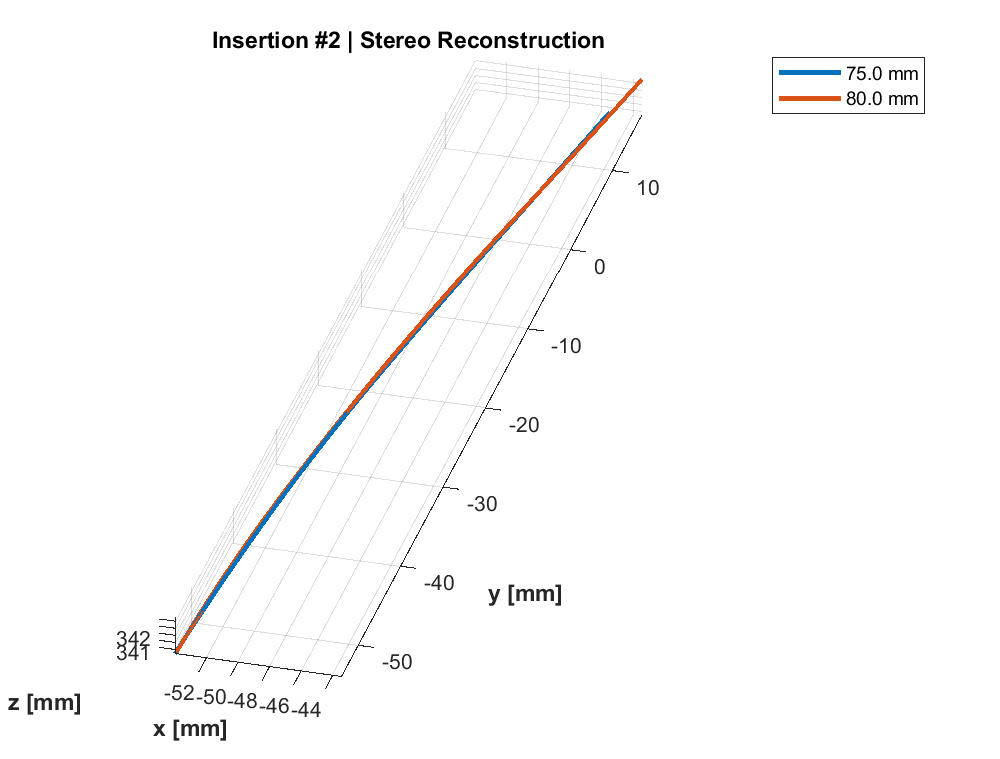 Insertion #2 | Stereo Reconstruction
75.0 mm
80.0 mm
10
0
-10
-20
-30
-40
y [mm]
-50
342
341
-52 -50 -48 -46 -44
z [mm]
x [mm]